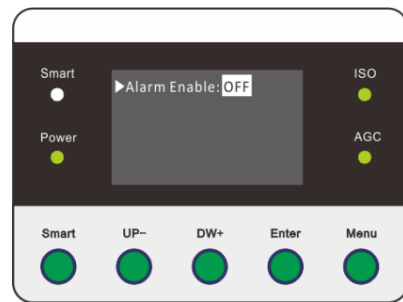 Smart
ISO
▶Alarm Enable: OFF
Power
AGC
Smart UP− DW+ Enter Menu